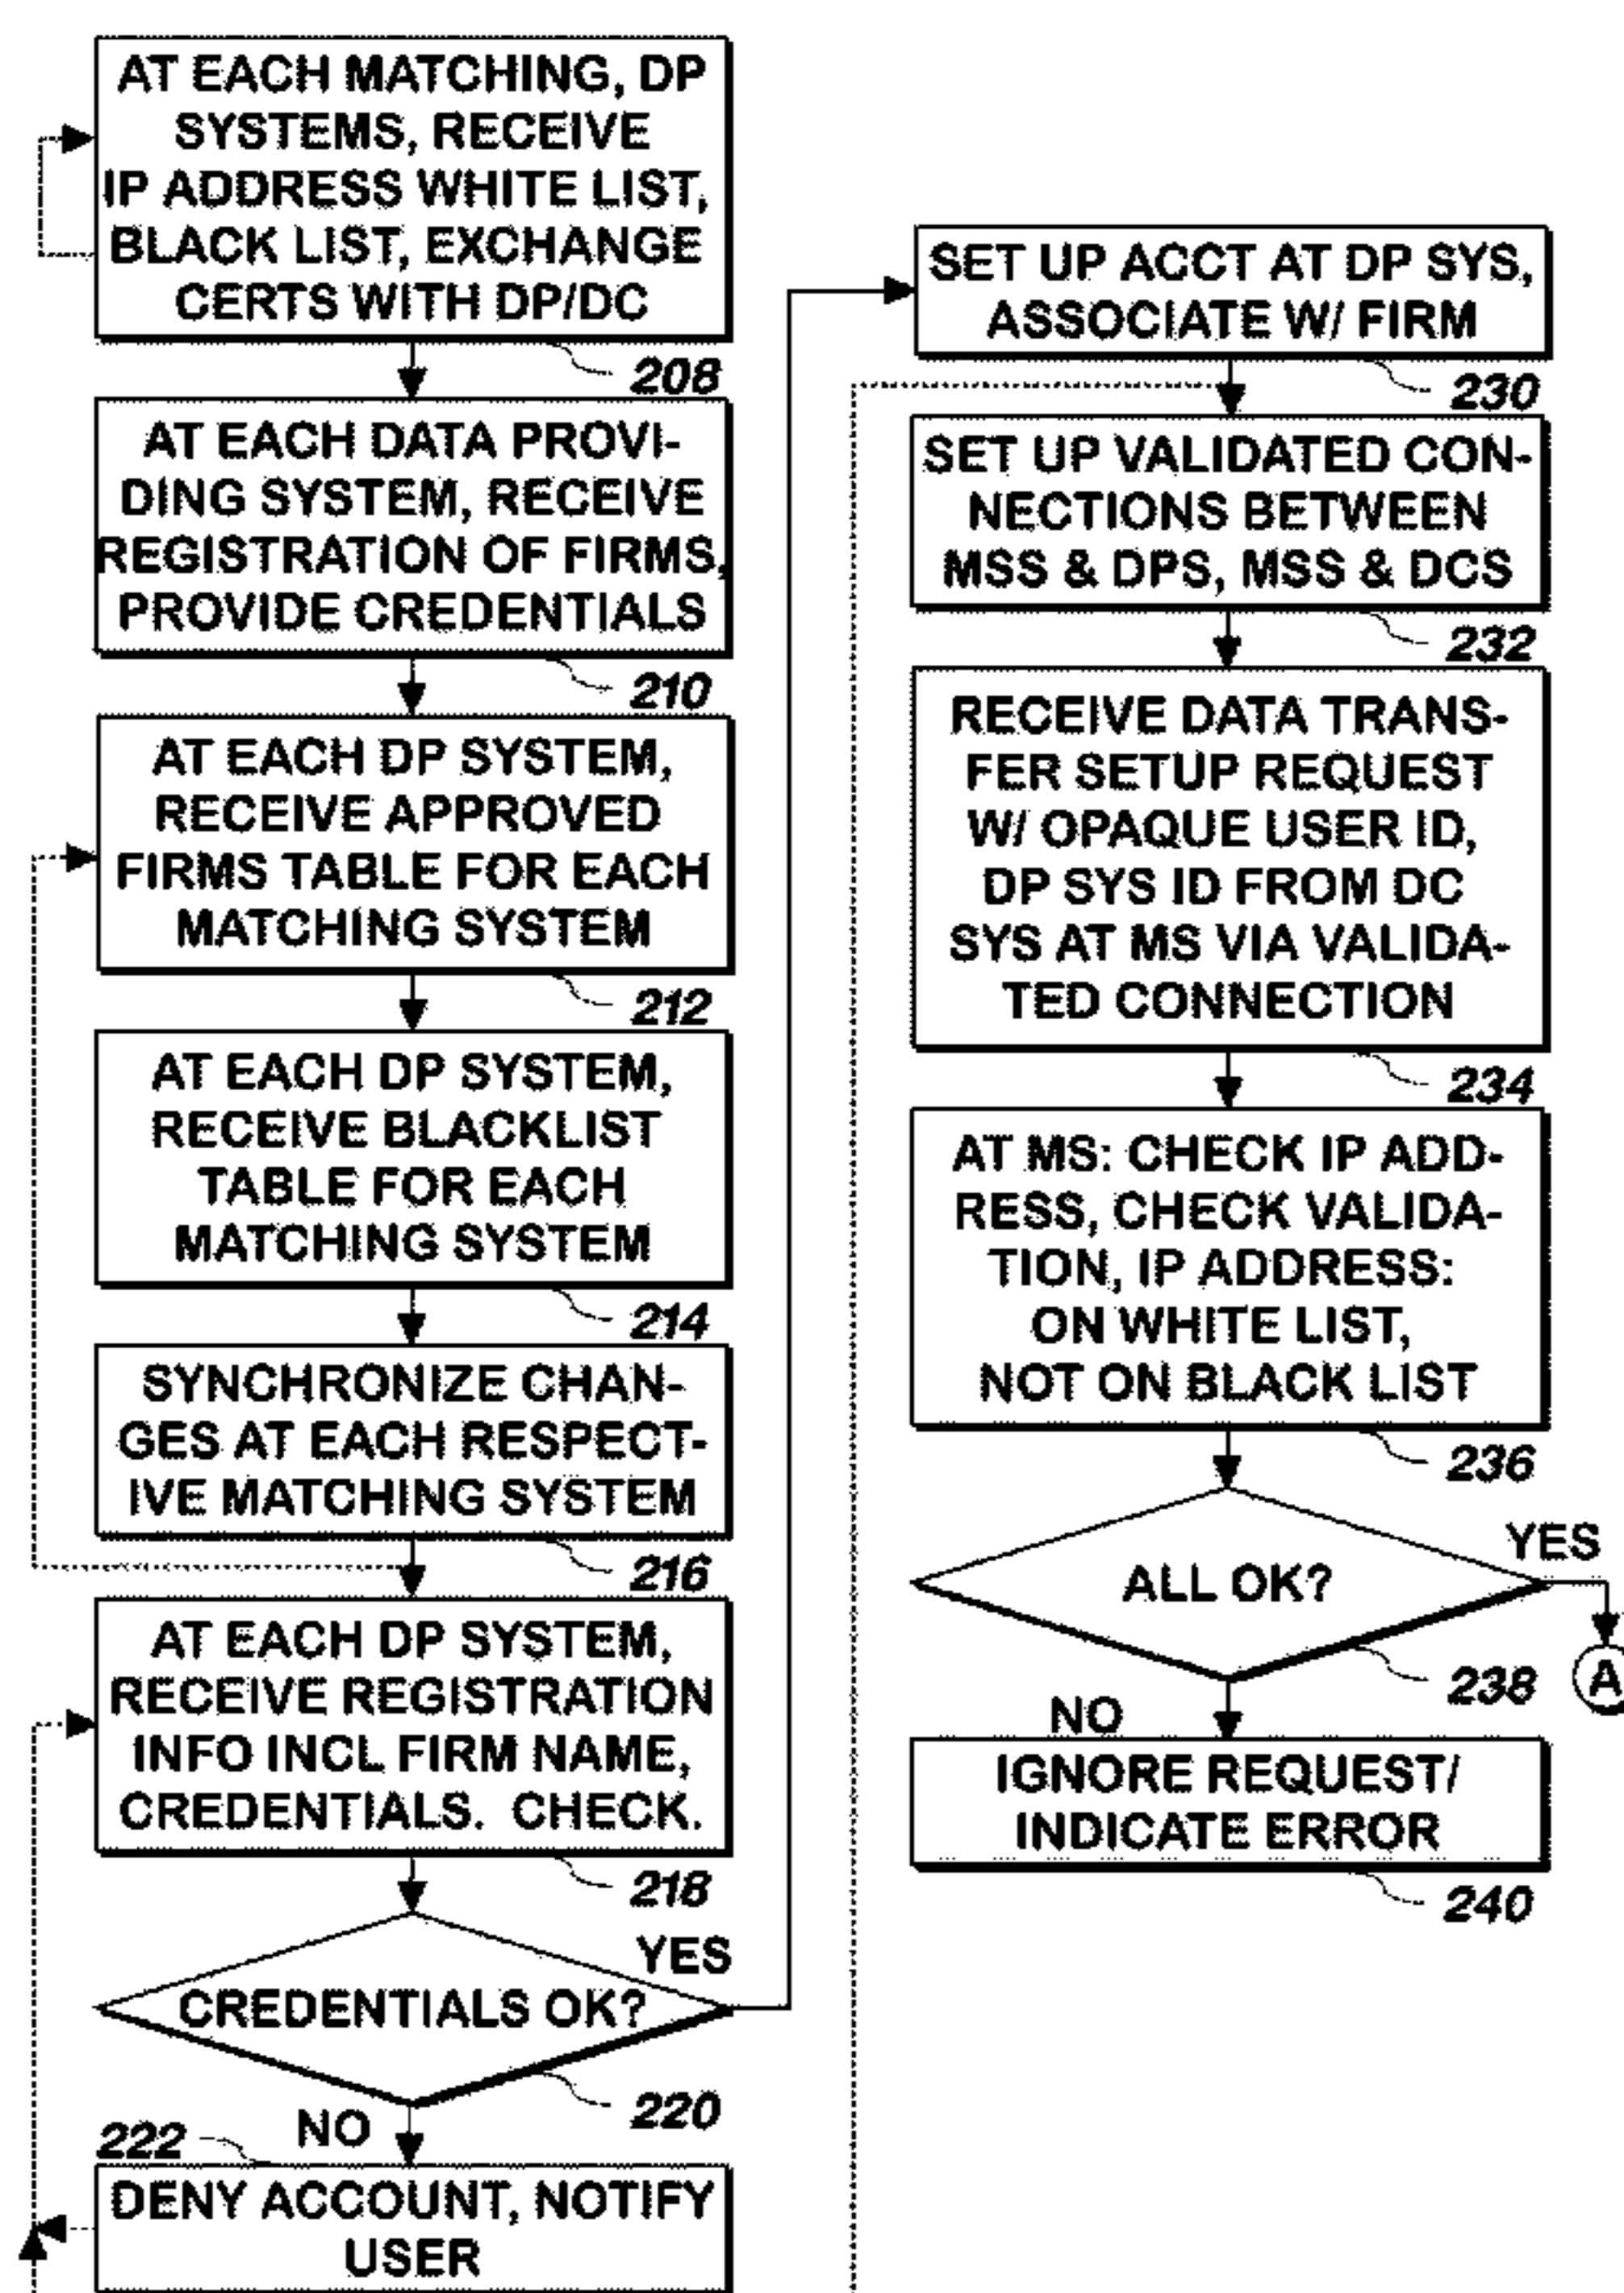 AT EACH MATCHING, DP
SYSTEMS, RECEIVE
IP ADDRESS WHITE LIST,
BLACK LIST, EXCHANGE
CERTS WITH DP/DC
208
AT EACH DATA PROVI-
DING SYSTEM, RECEIVE
REGISTRATION OF FIRMS,
PROVIDE CREDENTIALS
210
AT EACH DP SYSTEM,
RECEIVE APPROVED
FIRMS TABLE FOR EACH
MATCHING SYSTEM
212
AT EACH DP SYSTEM,
RECEIVE BLACKLIST
TABLE FOR EACH
MATCHING SYSTEM
214
SYNCHRONIZE CHAN-
GES AT EACH RESPECT-
IVE MATCHING SYSTEM
216
AT EACH DP SYSTEM,
RECEIVE REGISTRATION
INFO INCL FIRM NAME,
CREDENTIALS. CHECK.
218
YES
CREDENTIALS OK?
220
NO
222
DENY ACCOUNT, NOTIFY
USER
SET UP ACCT AT DP SYS,
ASSOCIATE W/ FIRM
230
SET UP VALIDATED CON-
NECTIONS BETWEEN
MSS & DPS, MSS & DCS
232
RECEIVE DATA TRANS-
FER SETUP REQUEST
W/ OPAQUE USER ID,
DP SYS ID FROM DC
SYS AT MS VIA VALIDA-
TED CONNECTION
234
AT MS: CHECK IP ADD-
RESS, CHECK VALIDA-
TION, IP ADDRESS:
ON WHITE LIST,
NOT ON BLACK LIST
236
YES
ALL OK?
A
238
NO
IGNORE REQUEST/
INDICATE ERROR
240